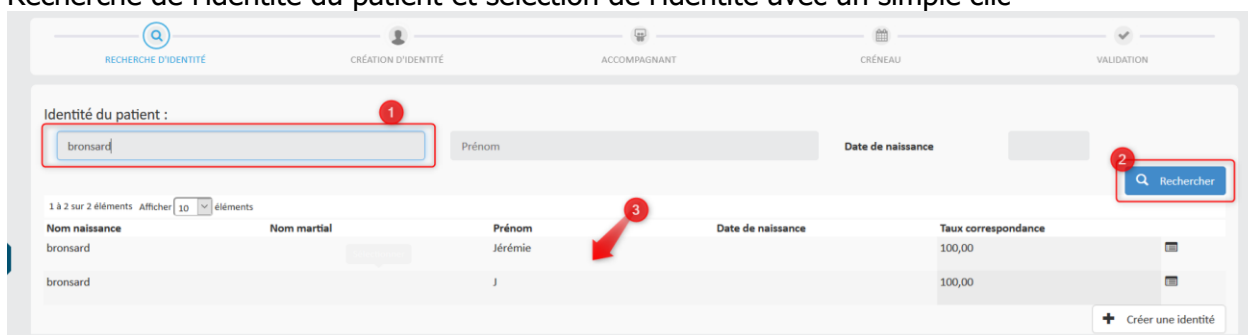 Recherche de l'identité du patient et sélection de l'identité avec un simple clic
RECHERCHE D'IDENTITÉ CRÉATION D'IDENTITÉ ACCOMPAGNANT CRÉNEAU VALIDATION
Identité du patient :
1
bronsard Prénom Date de naissance
2
Rechercher
1 à 2 sur 2 éléments Afficher 10 éléments
3
Nom naissance Nom martial Prénom Date de naissance Taux correspondance
bronsard Jérémie 100,00
bronsard J 100,00
Créer une identité